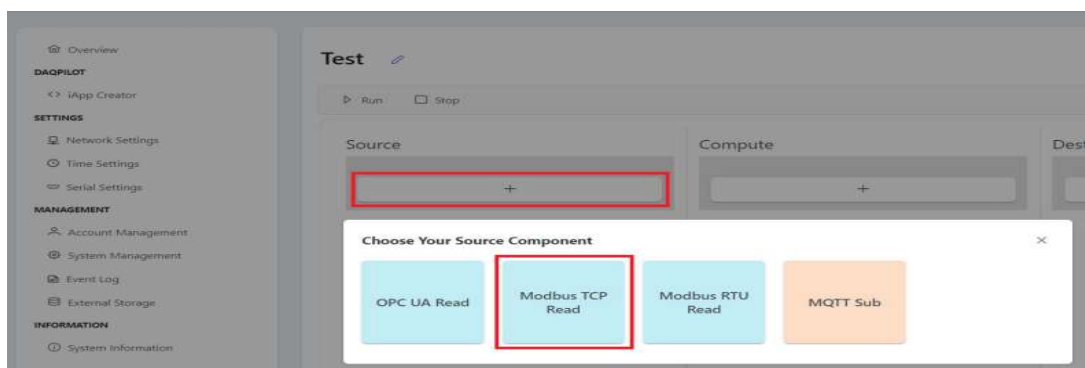 Overview
DAQPILOT
<> iApp Creator
SETTINGS
Network Settings
Time Settings
Serial Settings
MANAGEMENT
Account Management
System Management
Event Log
External Storage
INFORMATION
System Information
Test
Run Stop
Source Compute Dest
+ +
Choose Your Source Component ×
OPC UA Read
Modbus TCP
Read
Modbus RTU
Read
MQTT Sub